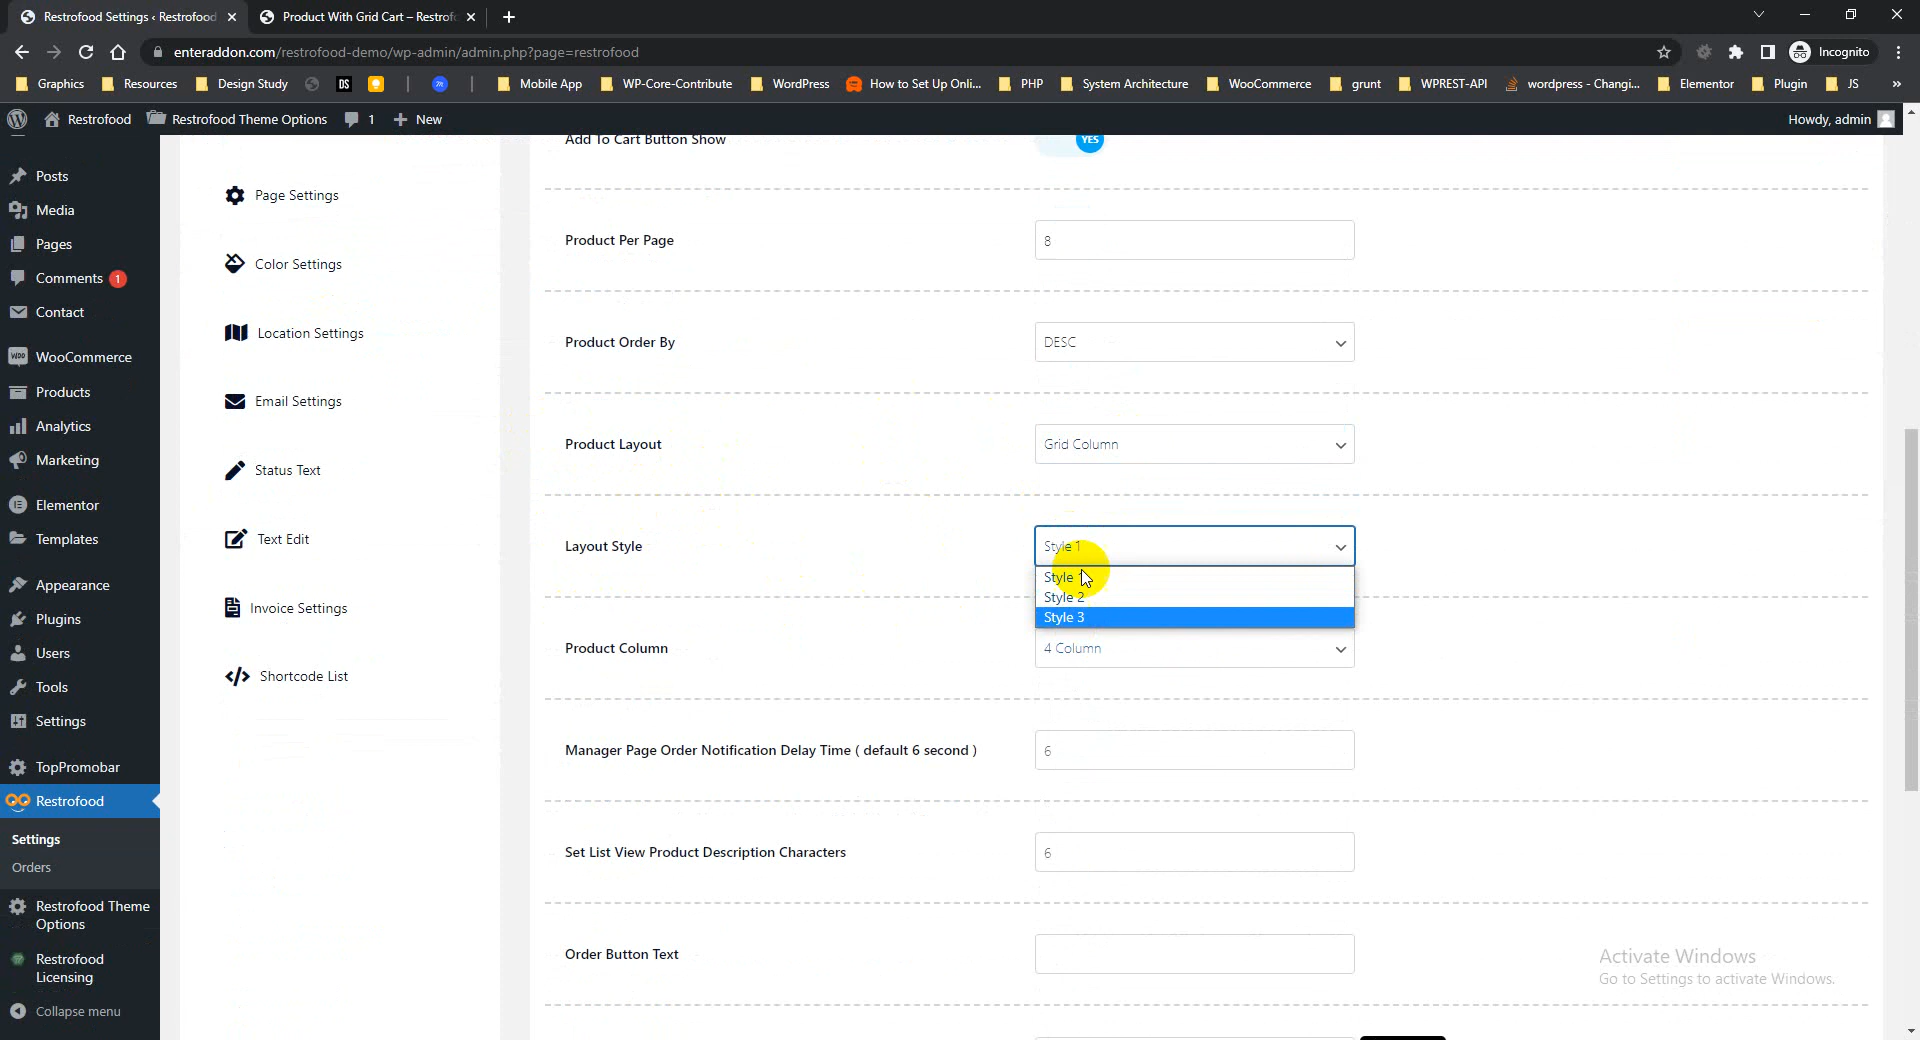 Restrofood Settings ‹ Restrofood
Product With Grid Cart – Restrof
enteraddon.com/restrofood-demo/wp-admin/admin.php?page=restrofood
Incognito
Graphics
Resources
Design Study
DS
Mobile App
WP-Core-Contribute
WordPress
How to Set Up Onli...
PHP
System Architecture
WooCommerce
grunt
WPREST-API
wordpress - Changi...
Elementor
Plugin
JS
»
Restrofood
Restrofood Theme Options
1
New
Howdy, admin
Posts
Media
Pages
Comments 1
Contact
WooCommerce
Products
Analytics
Marketing
Elementor
Templates
Appearance
Plugins
Users
Tools
Settings
TopPromobar
Restrofood
Settings
Orders
Restrofood Theme
Options
Restrofood
Licensing
Collapse menu
Page Settings
Color Settings
Location Settings
Email Settings
Status Text
Text Edit
Invoice Settings
Shortcode List
Add To Cart Button Show
YES
Product Per Page
8
Product Order By
DESC
Product Layout
Grid Column
Layout Style
Style 1
Style
Style 2
Style 3
Product Column
4 Column
Manager Page Order Notification Delay Time ( default 6 second )
6
Set List View Product Description Characters
6
Order Button Text
Activate Windows
Go to Settings to activate Windows.